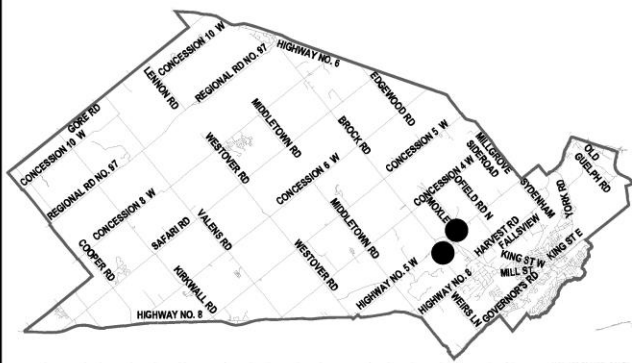 HIGHWAY NO. 6
CONCESSION 10 W
LENNON RD
REGIONAL RD NO. 97
EDGEWOOD RD
GORE RD
MIDDLETOWN RD
BROCK RD
CONCESSION 10 W
WESTOVER RD
CONCESSION 5 W
MILLGROVE
SIDEROAD
OLD
GUELPH RD
REGIONAL RD NO. 97
CONCESSION 6 W
CONCESSION 4 W
OFIELD RD N
SYDENHAM
YORK RD
CONCESSION 8 W
VALENS RD
MIDDLETOWN RD
MOXLEY
HARVEST RD
FALLSVIEW
SAFARI RD
KING ST W
KING ST E
COOPER RD
WESTOVER RD
MILL ST
KIRKWALL RD
HIGHWAY NO. 5 W
HIGHWAY NO. 8
WEIRS LN
GOVERNOR'S RD
HIGHWAY NO. 8